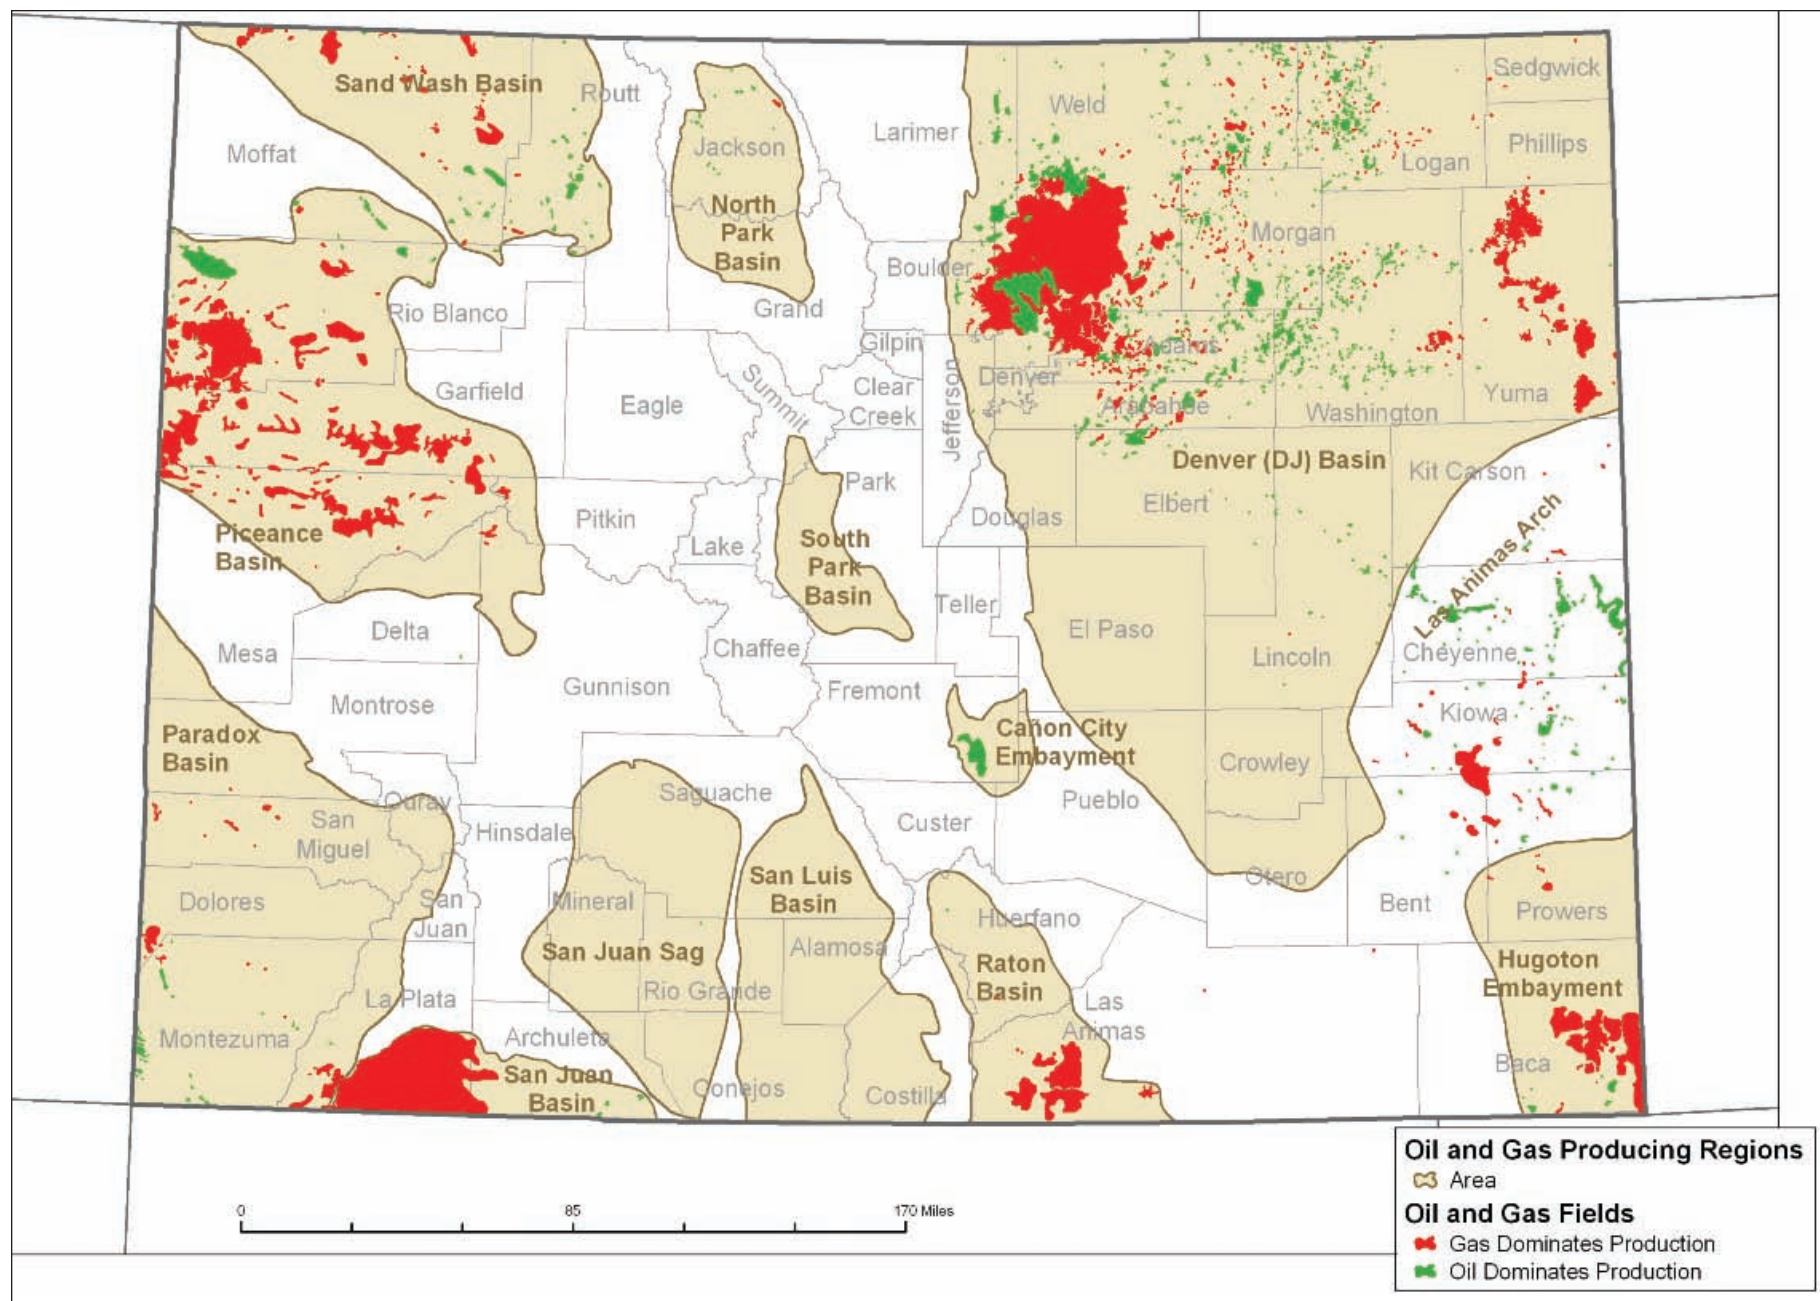 Sand Wash Basin
Routt
Moffat
Jackson
North
Park
Basin
Larimer
Weld
Sedgwick
Phillips
Logan
Morgan
Boulder
Rio Blanco
Grand
Gilpin
Clear
Creek
Summit
Jefferson
Denver
Adams
Arapahoe
Washington
Yuma
Garfield
Eagle
Park
Denver (DJ) Basin
Kit Carson
Elbert
Douglas
Las Animas Arch
Piceance
Basin
Pitkin
Lake
South
Park
Basin
Teller
El Paso
Lincoln
Cheyenne
Delta
Mesa
Chaffee
Gunnison
Fremont
Montrose
Kiowa
Paradox
Basin
Cañon City
Embayment
Crowley
Pueblo
Ouray
San
Miguel
Hinsdale
Saguache
Custer
San Luis
Basin
Otero
Bent
Prowers
Dolores
San
Juan
Mineral
Huerfano
Alamosa
San Juan Sag
Raton
Basin
Hugoton
Embayment
Rio Grande
La Plata
Las
Animas
Montezuma
Archuleta
Baca
San Juan
Basin
Conejos
Costilla
0
85
170 Miles
Oil and Gas Producing Regions
Area
Oil and Gas Fields
Gas Dominates Production
Oil Dominates Production